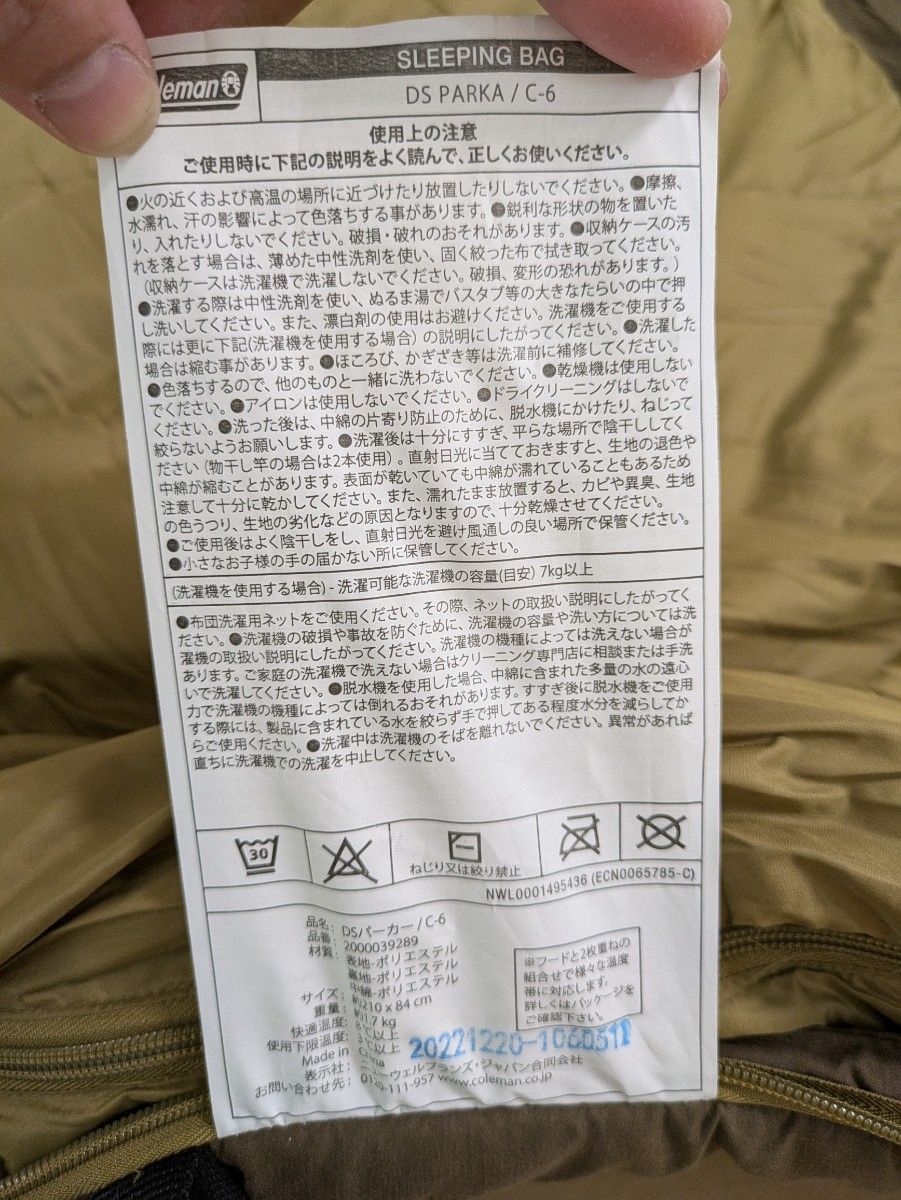 SLEEPING BAG
eman
DS PARKA / C-6
使用上の注意
ご使用時に下記の説明をよく読んで、正しくお使いください。
●火の近くおよび高温の場所に近づけたり放置したりしないでください。●摩擦、
水濡れ、汗の影響によって色落ちする事があります。●鋭利な形状の物を置いた
り、入れたりしないでください。破損・破れのおそれがあります。●収納ケースの汚
れを落とす場合は、薄めた中性洗剤を使い、固く絞った布で拭き取ってください。
（収納ケースは洗濯機で洗濯しないでください。破損、変形の恐れがあります。）
●洗濯する際は中性洗剤を使い、ぬるま湯でバスタブ等の大きなたらいの中で押
し洗いしてください。また、漂白剤の使用はお避けください。洗濯機をご使用する
際には更に下記(洗濯機を使用する場合）の説明にしたがってください。●洗濯した
場合は縮む事があります。●ほころび、かぎざき等は洗濯前に補修してください。
●色落ちするので、他のものと一緒に洗わないでください。●乾燥機は使用しない
でください。●アイロンは使用しないでください。●ドライクリーニングはしないで
ください。●洗った後は、中綿の片寄り防止のために、脱水機にかけたり、ねじって
絞らないようお願いします。●洗濯後は十分にすすぎ、平らな場所で陰干ししてく
ださい（物干し竿の場合は2本使用）。直射日光に当てておきますと、生地の退色や
中綿が縮むことがあります。表面が乾いていても中綿が濡れていることもあるため
注意して十分に乾かしてください。また、濡れたまま放置すると、カビや異臭、生地
の色うつり、生地の劣化などの原因となりますので、十分乾燥させてください。
●ご使用後はよく陰干しをし、直射日光を避け風通しの良い場所で保管ください。
●小さなお子様の手の届かない所に保管してください。
(洗濯機を使用する場合) - 洗濯可能な洗濯機の容量(目安) 7kg以上
●布団洗濯用ネットをご使用ください。その際、ネットの取扱い説明にしたがってく
ださい。●洗濯機の破損や事故を防ぐために、洗濯機の容量や洗い方については洗
濯機の取扱い説明にしたがってください。洗濯機の機種によっては洗えない場合が
あります。ご家庭の洗濯機で洗えない場合はクリーニング専門店に相談または手洗
いで洗濯してください。●脱水機を使用した場合、中綿に含まれた多量の水の遠心
力で洗濯機の機種によっては倒れるおそれがあります。すすぎ後に脱水機をご使用
する際には、製品に含まれている水を絞らず手で押してある程度水分を減らしてか
らご使用ください。●洗濯中は洗濯機のそばを離れないでください。異常があれば
直ちに洗濯機での洗濯を中止してください。
30
ねじり又は絞り禁止
NWL0001495436 (ECN0065785-C)
品名: DSパーカー/C-6
品番: 2000039289
材質: 表地-ポリエステル
裏地-ポリエステル
中綿-ポリエステル
サイズ: 約210 x 84 cm
重量: 約1.7 kg
快適温度: 8℃以上
使用下限温度: 3℃以上
Made in China
表示社: ニューウェルブランズ・ジャパン合同会社
お問い合わせ先: 0120-111-957 www.coleman.co.jp
※フードと2枚重ねの
組合せで様々な温度
帯に対応します。
詳しくはパッケージを
ご確認下さい。
20221220-1060511